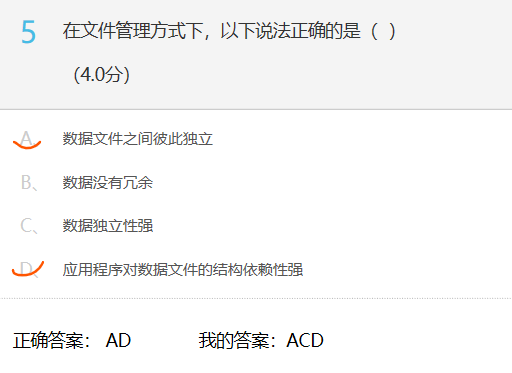 5 在文件管理方式下，以下说法正确的是（ ）
（4.0分）
A、 数据文件之间彼此独立
B、 数据没有冗余
C、 数据独立性强
D、 应用程序对数据文件的结构依赖性强
正确答案： AD 我的答案：ACD